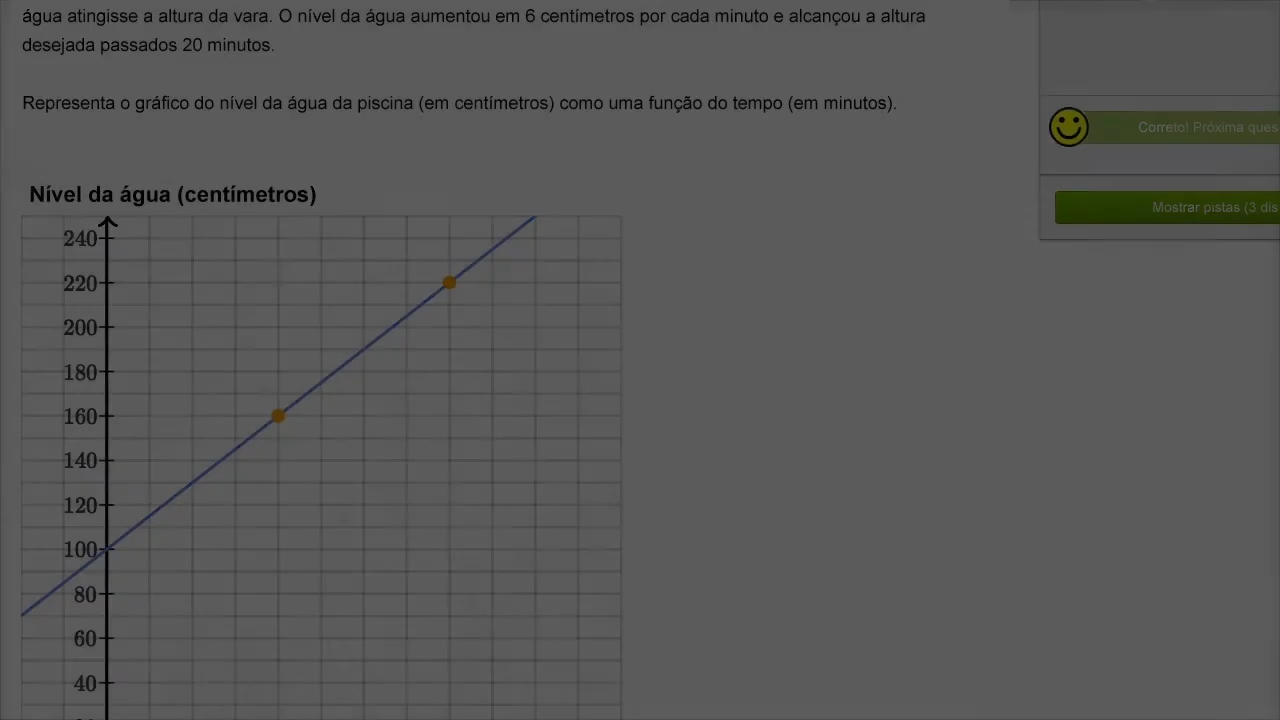 água atingisse a altura da vara. O nível da água aumentou em 6 centímetros por cada minuto e alcançou a altura
desejada passados 20 minutos.
Representa o gráfico do nível da água da piscina (em centímetros) como uma função do tempo (em minutos).
Correto! Próxima ques
Mostrar pistas (3 dis
Nível da água (centímetros)
240
220
200
180
160
140
120
100
80
60
40